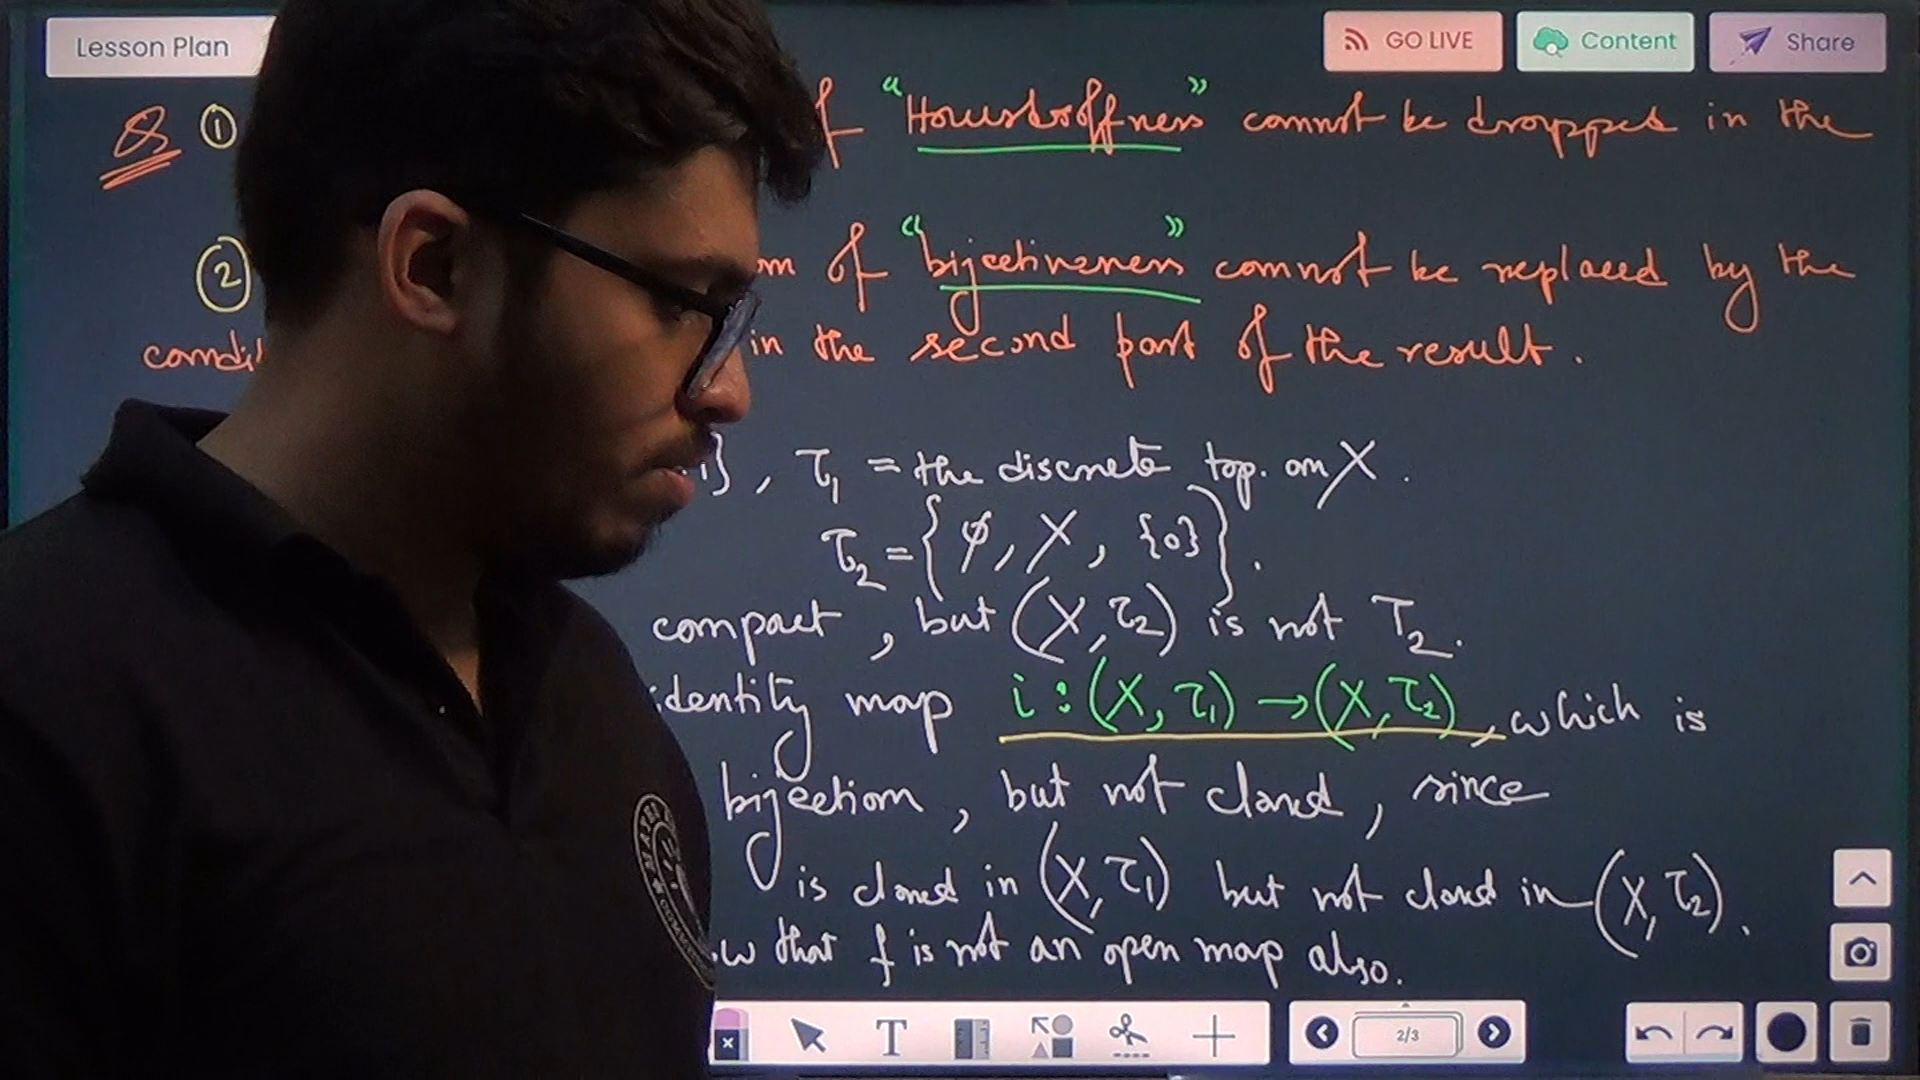 Lesson Plan
GO LIVE
Content
Share
Q ① f "Housdroffness" cannot be dropped in the
② of "bijectiveness" cannot be replaced by the
condi in the second part of the result.
1}, τ₁ = the discrete top. on X.
τ₂ = {φ, X, {0}}.
compact, but (X, τ₂) is not T₂.
identity map i : (X, τ₁) → (X, τ₂), which is
bijection, but not closed, since
is closed in (X, τ₁) but not closed in (X, τ₂).
w that f is not an open map also.
T
2/3